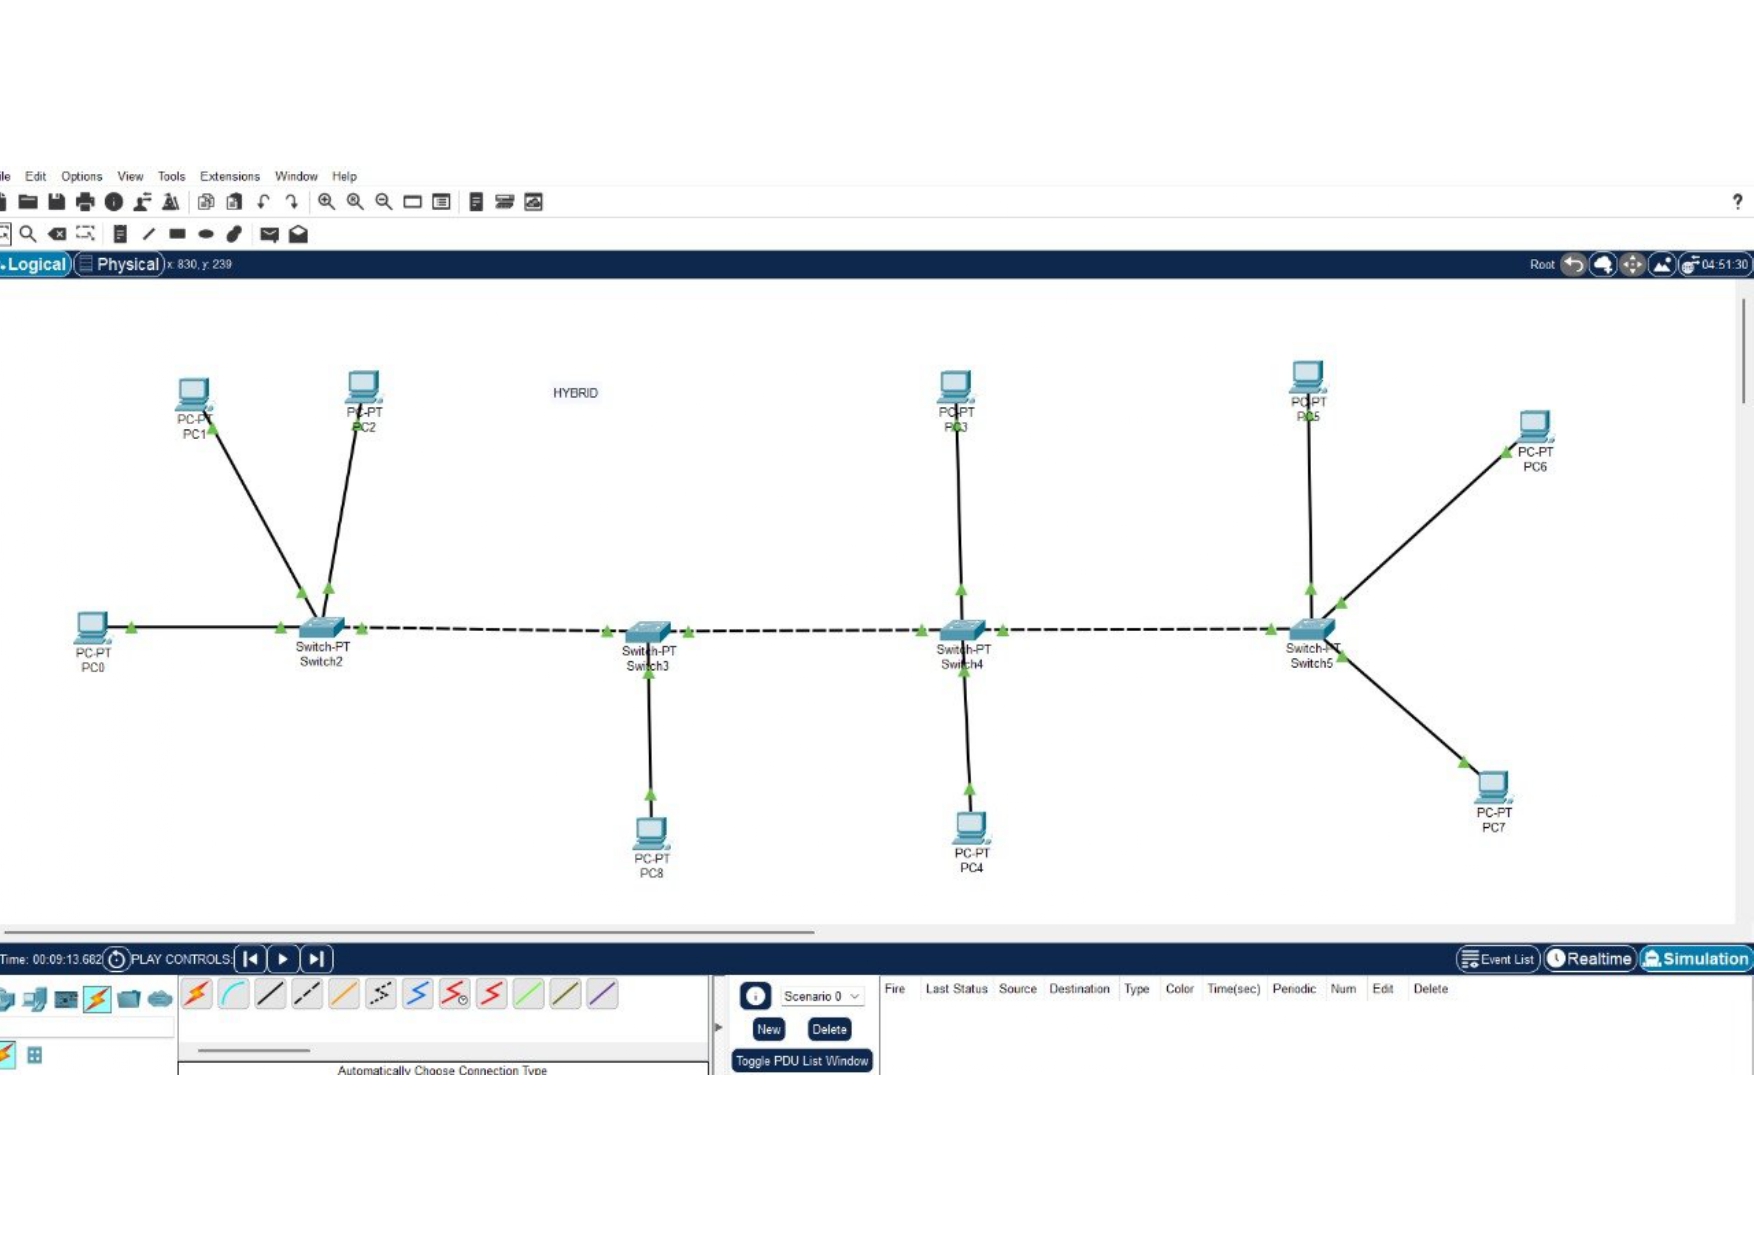 ile Edit Options View Tools Extensions Window Help
?
Logical Physical x: 830, y: 239 Root 04:51:30
HYBRID
PC-PT
PC1
PC-PT
PC2
PC-PT
PC3
PC-PT
PC5
PC-PT
PC6
PC-PT
PC0
Switch-PT
Switch2
Switch-PT
Switch3
Switch-PT
Switch4
Switch-PT
Switch5
PC-PT
PC8
PC-PT
PC4
PC-PT
PC7
Time: 00:09:13.682 PLAY CONTROLS: Event List Realtime Simulation
Scenario 0
New Delete
Toggle PDU List Window
Fire Last Status Source Destination Type Color Time(sec) Periodic Num Edit Delete
Automatically Choose Connection Type